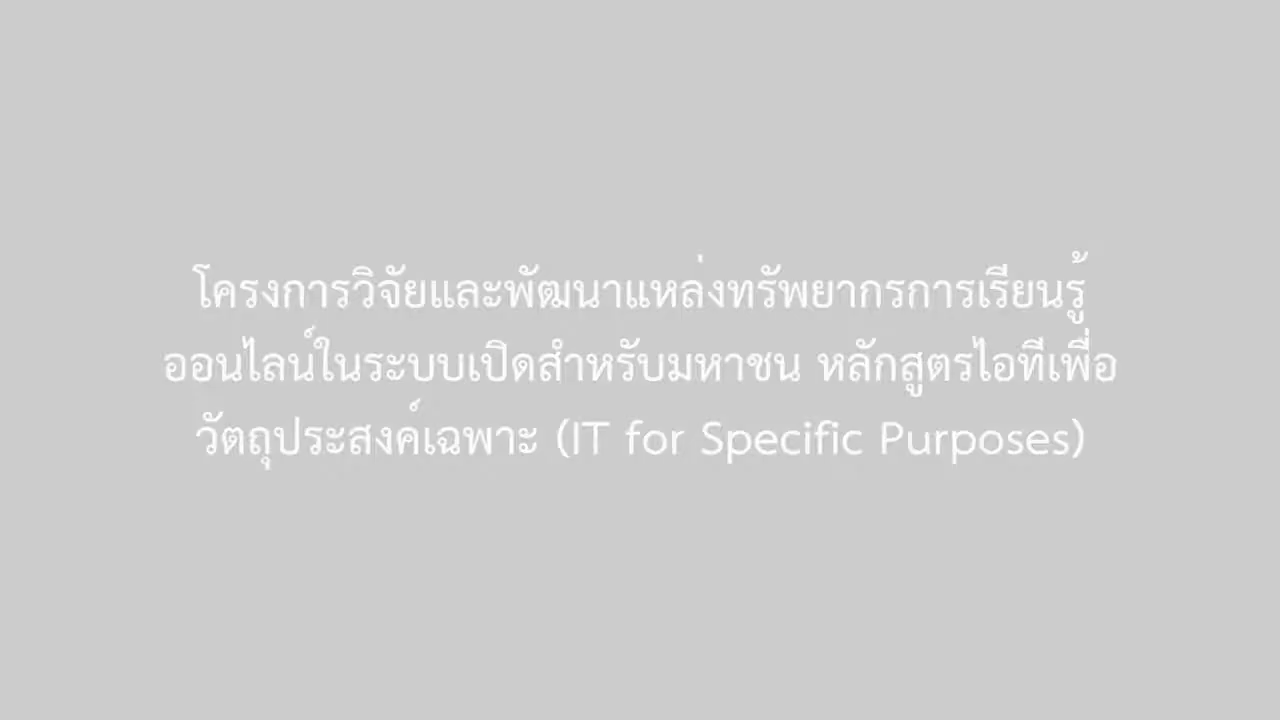 โครงการวิจัยและพัฒนาแหล่งทรัพยากรการเรียนรู้
ออนไลน์ในระบบเปิดสำหรับมหาชน หลักสูตรไอทีเพื่อ
วัตถุประสงค์เฉพาะ (IT for Specific Purposes)